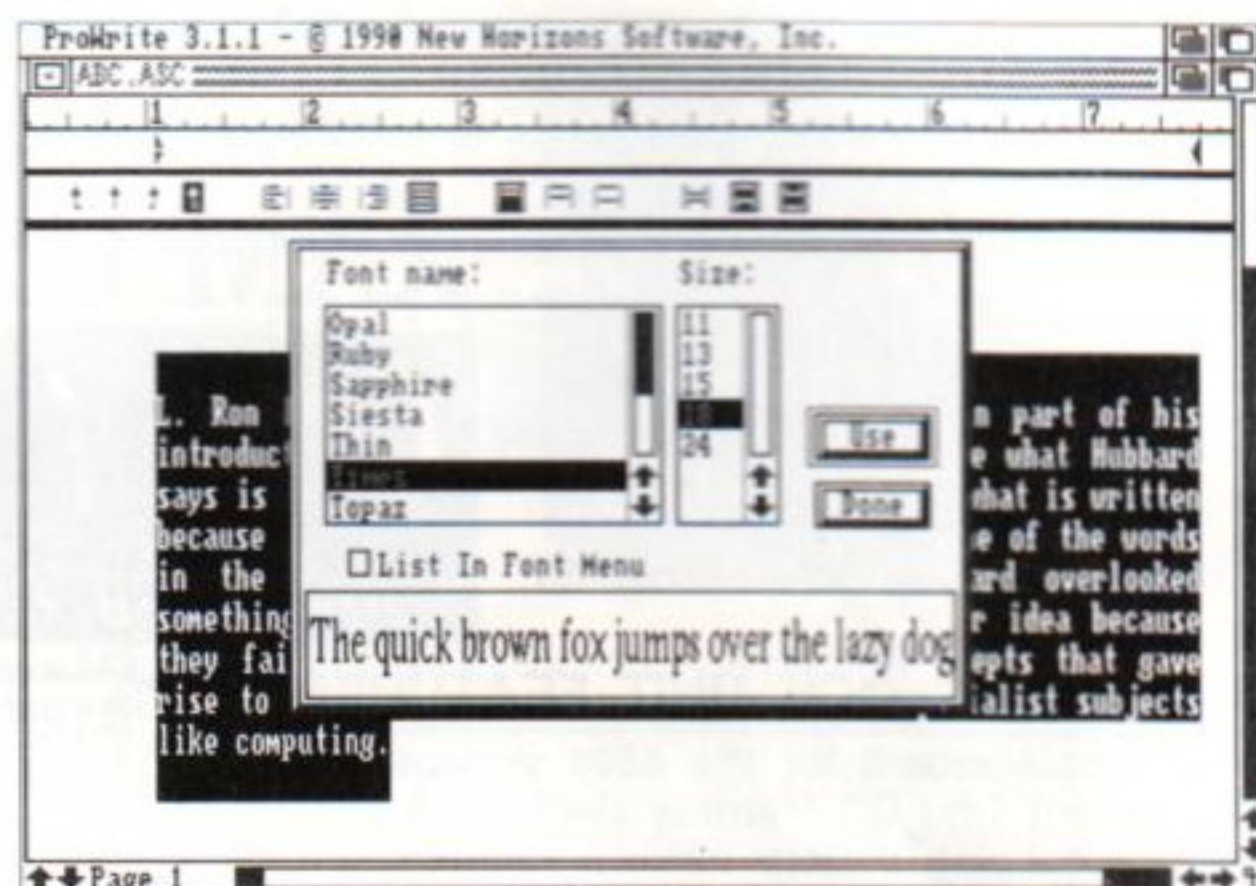 ProWrite 3.1.1 - © 1990 New Horizons Software, Inc.
ABC.ASC
1 2 3 4 5 6 7
Font name: Size:
Opal 11
Ruby 13
Sapphire 15
Siesta 18
Thin 24
Times
Topaz
Use
Done
List In Font Menu
The quick brown fox jumps over the lazy dog
L. Ron n part of his
introduc e what Hubbard
says is what is written
because e of the words
in the ard overlooked
something r idea because
they fai epts that gave
rise to ialist subjects
like computing.
Page 1